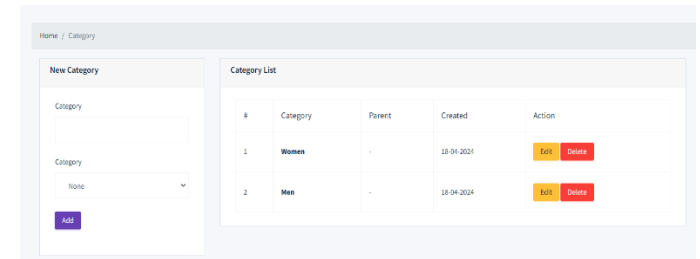 Home / Category
New Category
Category
Category
None
Add
Category List
# Category Parent Created Action
1 Women - 18-04-2024 Edit Delete
2 Men - 18-04-2024 Edit Delete